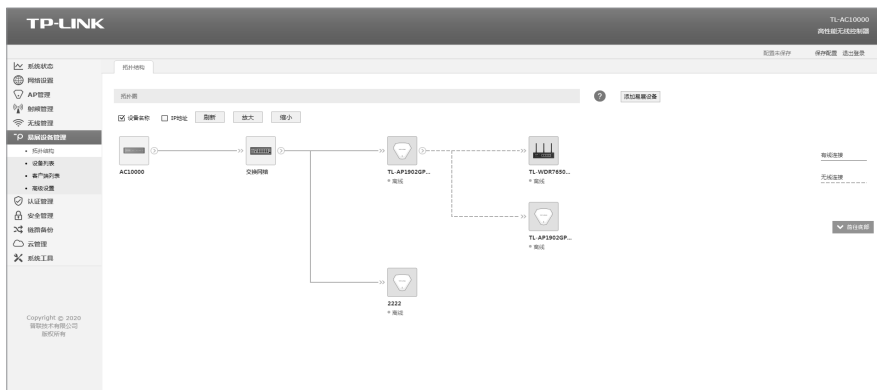 TP-LINK
TL-AC10000
高性能无线控制器
配置未保存 保存配置 退出登录
系统状态
网络设置
AP管理
射频管理
无线管理
易展设备管理
拓扑结构
设备列表
客户端列表
高级设置
认证管理
安全管理
链路备份
云管理
系统工具
Copyright © 2020
普联技术有限公司
版权所有
拓扑结构
拓扑图
? 添加易展设备
设备名称 IP地址 刷新 放大 缩小
AC10000
交换网络
TL-AP1902GP...
离线
TL-WDR7650...
离线
TL-AP1902GP...
离线
2222
离线
有线连接
无线连接
前往底部